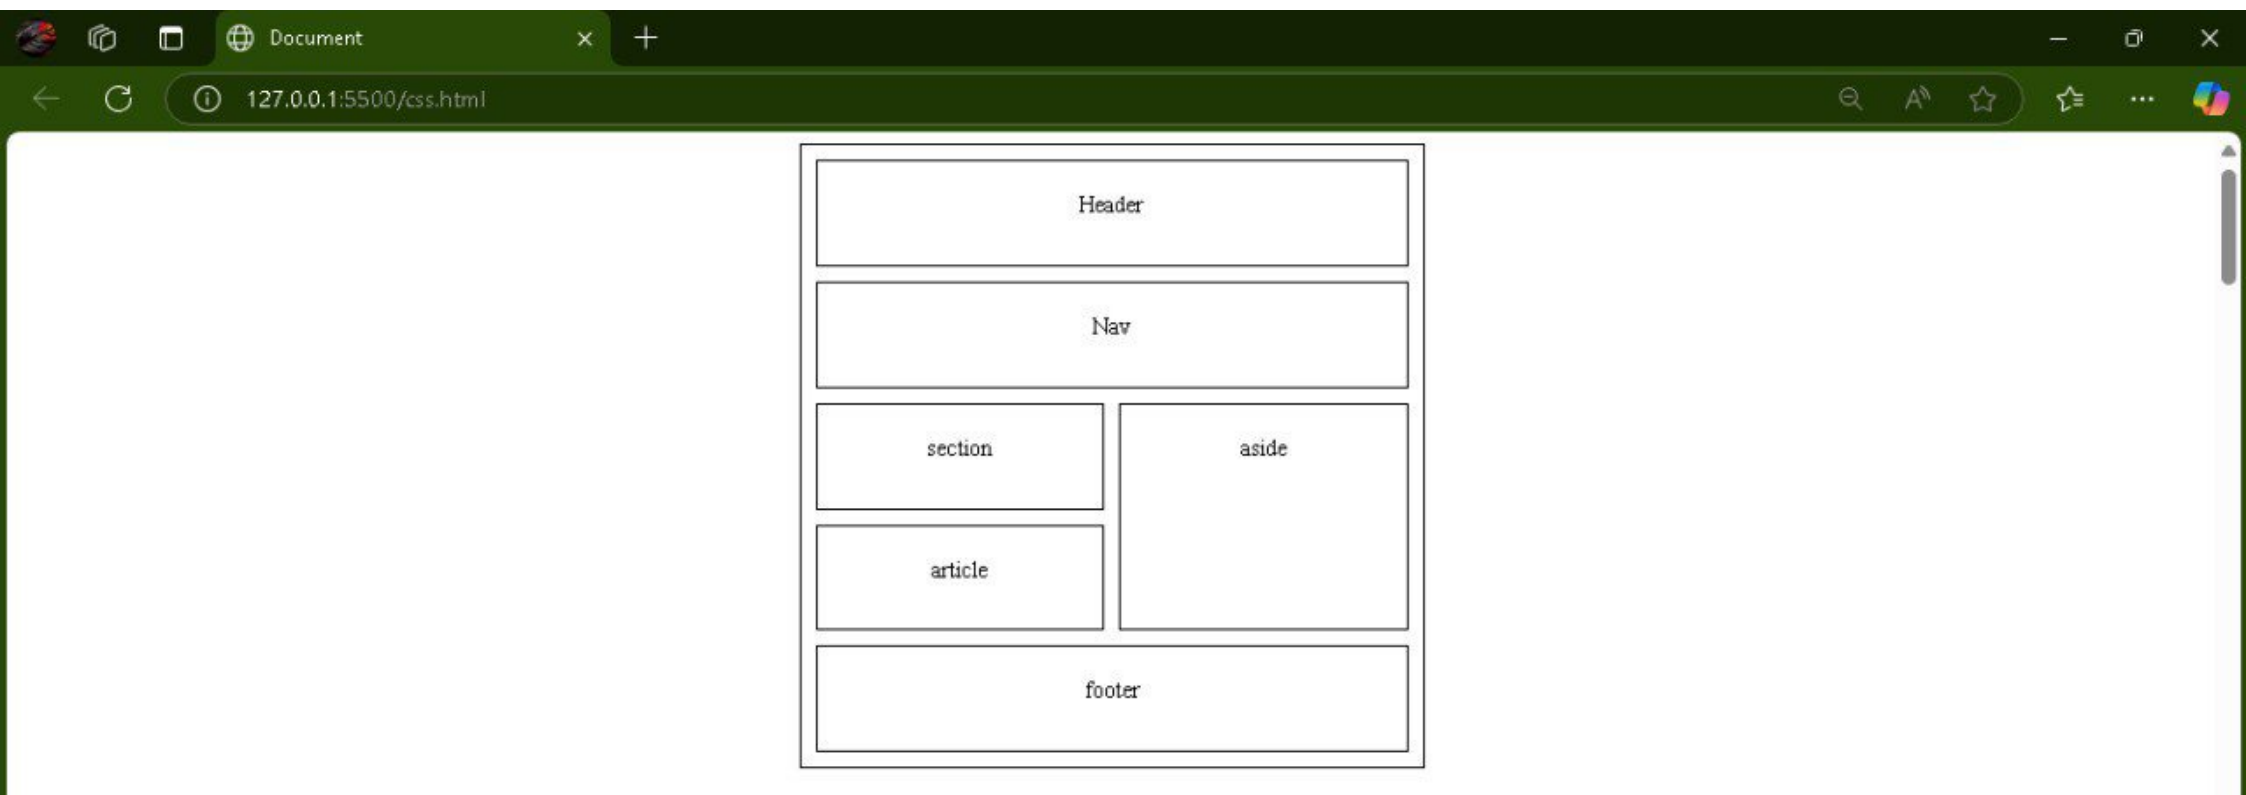 Document
127.0.0.1:5500/css.html
Header
Nav
section
aside
article
footer